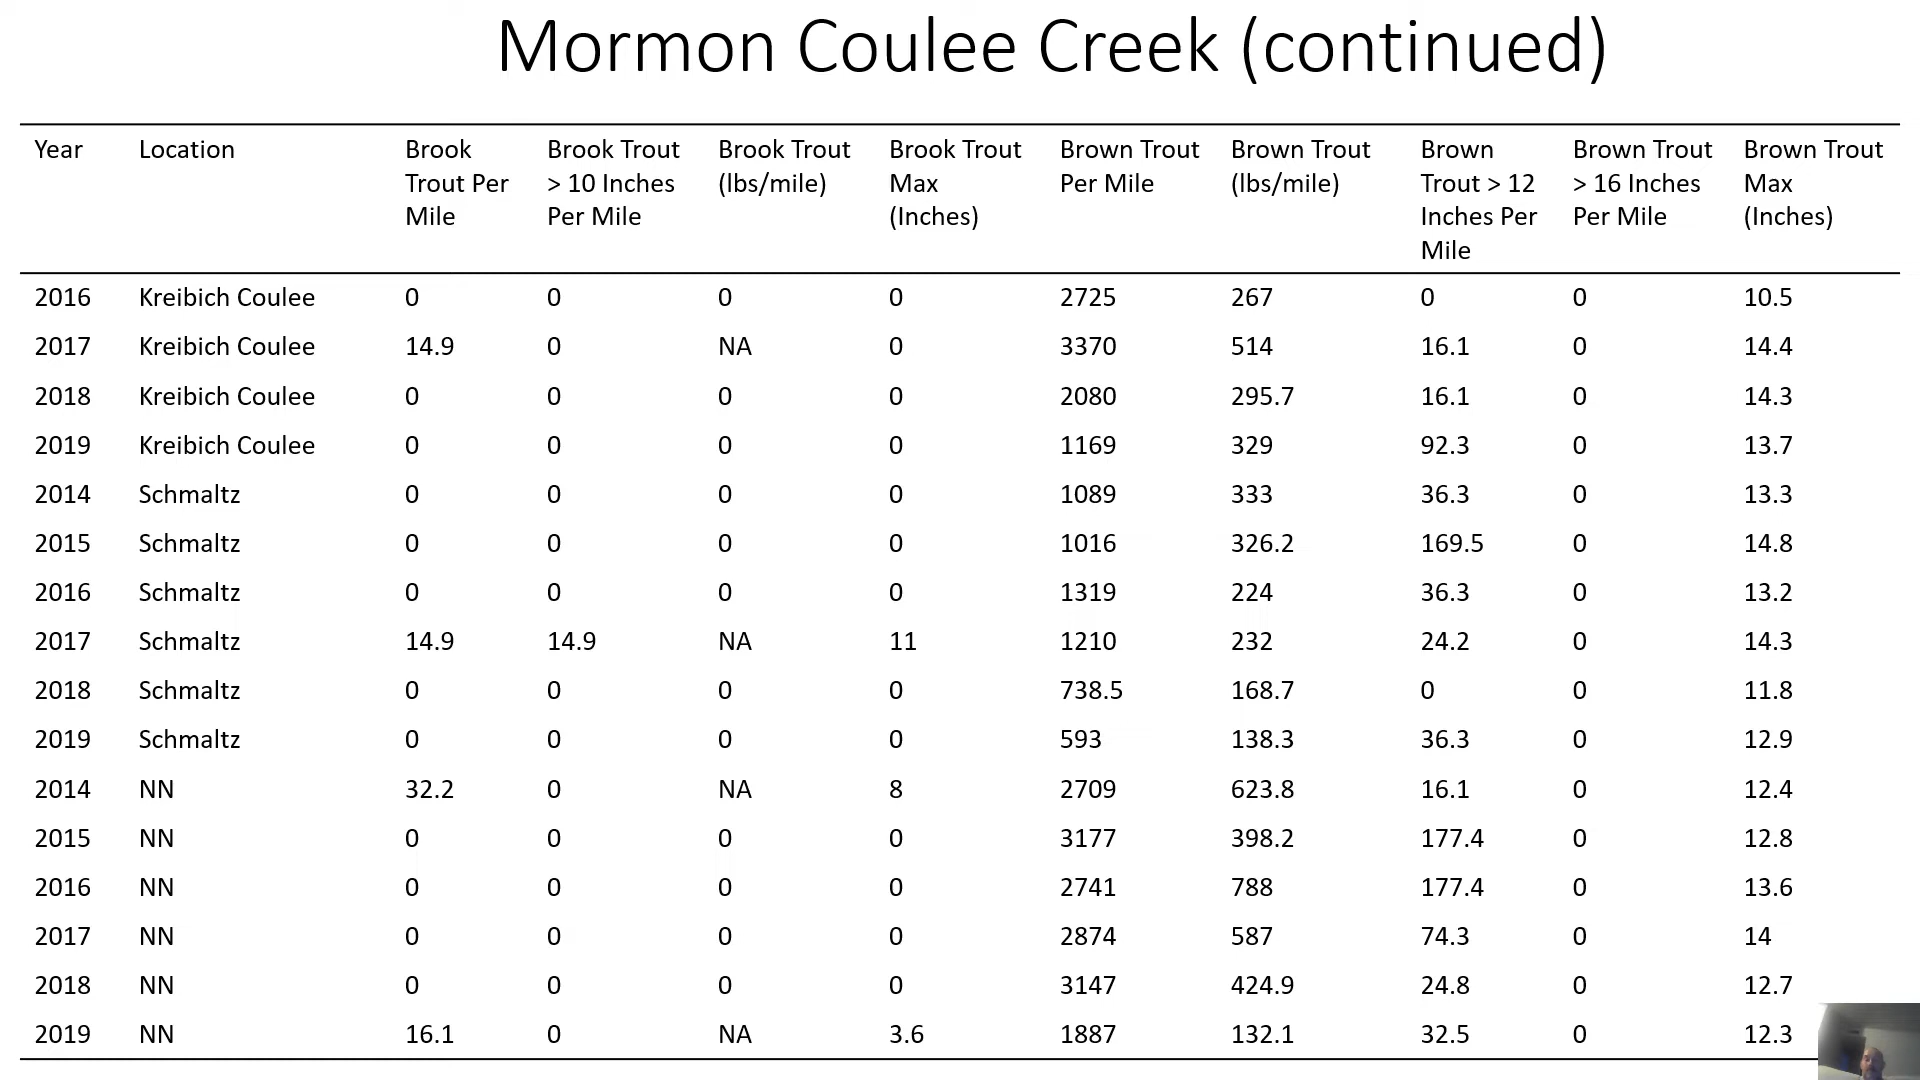 Mormon Coulee Creek (continued)
Year Location Brook Trout Per Mile Brook Trout > 10 Inches Per Mile Brook Trout (lbs/mile) Brook Trout Max (Inches) Brown Trout Per Mile Brown Trout (lbs/mile) Brown Trout > 12 Inches Per Mile Brown Trout > 16 Inches Per Mile Brown Trout Max (Inches)
2016 Kreibich Coulee 0 0 0 0 2725 267 0 0 10.5
2017 Kreibich Coulee 14.9 0 NA 0 3370 514 16.1 0 14.4
2018 Kreibich Coulee 0 0 0 0 2080 295.7 16.1 0 14.3
2019 Kreibich Coulee 0 0 0 0 1169 329 92.3 0 13.7
2014 Schmaltz 0 0 0 0 1089 333 36.3 0 13.3
2015 Schmaltz 0 0 0 0 1016 326.2 169.5 0 14.8
2016 Schmaltz 0 0 0 0 1319 224 36.3 0 13.2
2017 Schmaltz 14.9 14.9 NA 11 1210 232 24.2 0 14.3
2018 Schmaltz 0 0 0 0 738.5 168.7 0 0 11.8
2019 Schmaltz 0 0 0 0 593 138.3 36.3 0 12.9
2014 NN 32.2 0 NA 8 2709 623.8 16.1 0 12.4
2015 NN 0 0 0 0 3177 398.2 177.4 0 12.8
2016 NN 0 0 0 0 2741 788 177.4 0 13.6
2017 NN 0 0 0 0 2874 587 74.3 0 14
2018 NN 0 0 0 0 3147 424.9 24.8 0 12.7
2019 NN 16.1 0 NA 3.6 1887 132.1 32.5 0 12.3